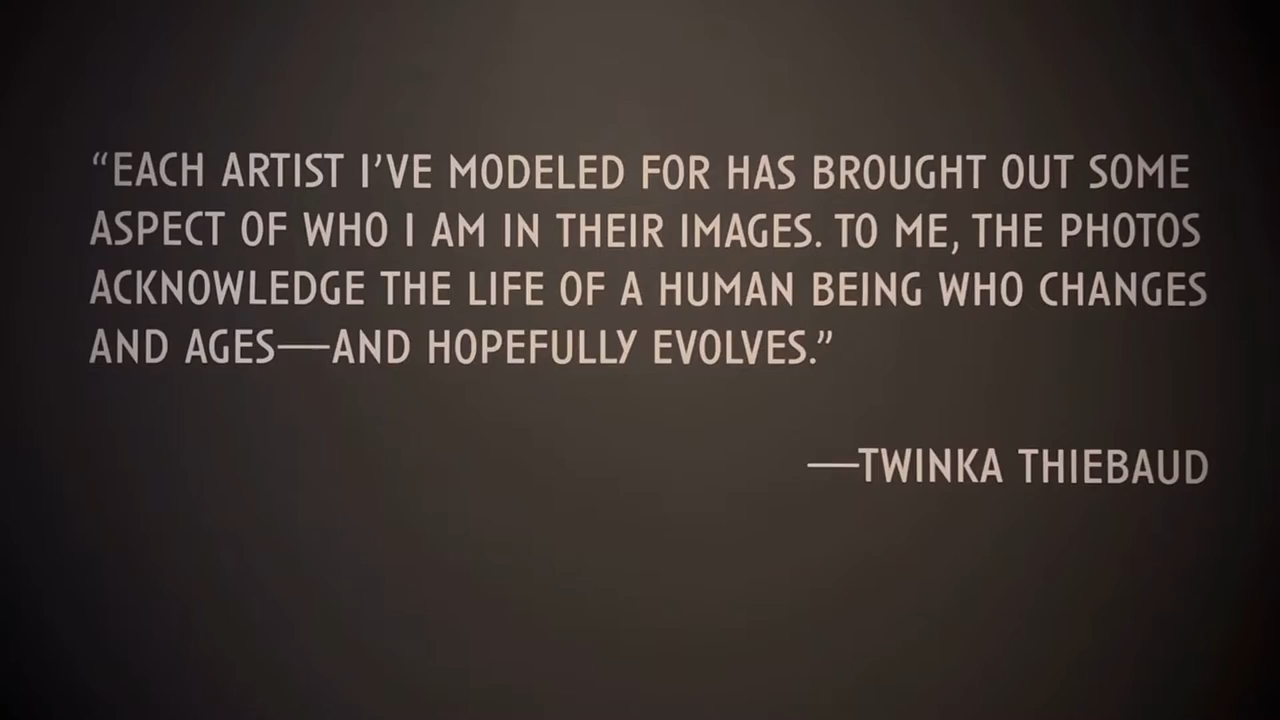 “EACH ARTIST I’VE MODELED FOR HAS BROUGHT OUT SOME
ASPECT OF WHO I AM IN THEIR IMAGES. TO ME, THE PHOTOS
ACKNOWLEDGE THE LIFE OF A HUMAN BEING WHO CHANGES
AND AGES—AND HOPEFULLY EVOLVES.”
—TWINKA THIEBAUD